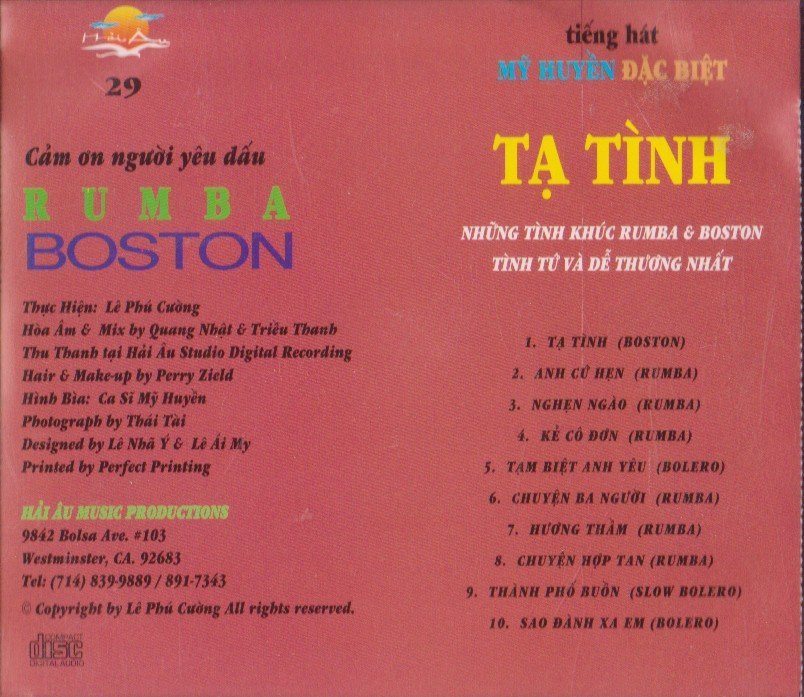 Hải Âu
29
Cảm ơn người yêu dấu
RUMBA
BOSTON
Thực Hiện: Lê Phú Cường
Hòa Âm & Mix by Quang Nhật & Triều Thanh
Thu Thanh tại Hải Âu Studio Digital Recording
Hair & Make-up by Perry Zield
Hình Bìa: Ca Sĩ Mỹ Huyền
Photograph by Thái Tài
Designed by Lê Nhã Ý & Lê Ái My
Printed by Perfect Printing
HẢI ÂU MUSIC PRODUCTIONS
9842 Bolsa Ave. #103
Westminster, CA. 92683
Tel: (714) 839-9889 / 891-7343
© Copyright by Lê Phú Cường All rights reserved.
COMPACT
disc
DIGITAL AUDIO
tiếng hát
MỸ HUYỀN ĐẶC BIỆT
TẠ TÌNH
NHỮNG TÌNH KHÚC RUMBA & BOSTON
TÌNH TỨ VÀ DỄ THƯƠNG NHẤT
1. TẠ TÌNH (BOSTON)
2. ANH CỨ HẸN (RUMBA)
3. NGHẸN NGÀO (RUMBA)
4. KẺ CÔ ĐƠN (RUMBA)
5. TẠM BIỆT ANH YÊU (BOLERO)
6. CHUYỆN BA NGƯỜI (RUMBA)
7. HƯƠNG THẦM (RUMBA)
8. CHUYỆN HỢP TAN (RUMBA)
9. THÀNH PHỐ BUỒN (SLOW BOLERO)
10. SAO ĐÀNH XA EM (BOLERO)